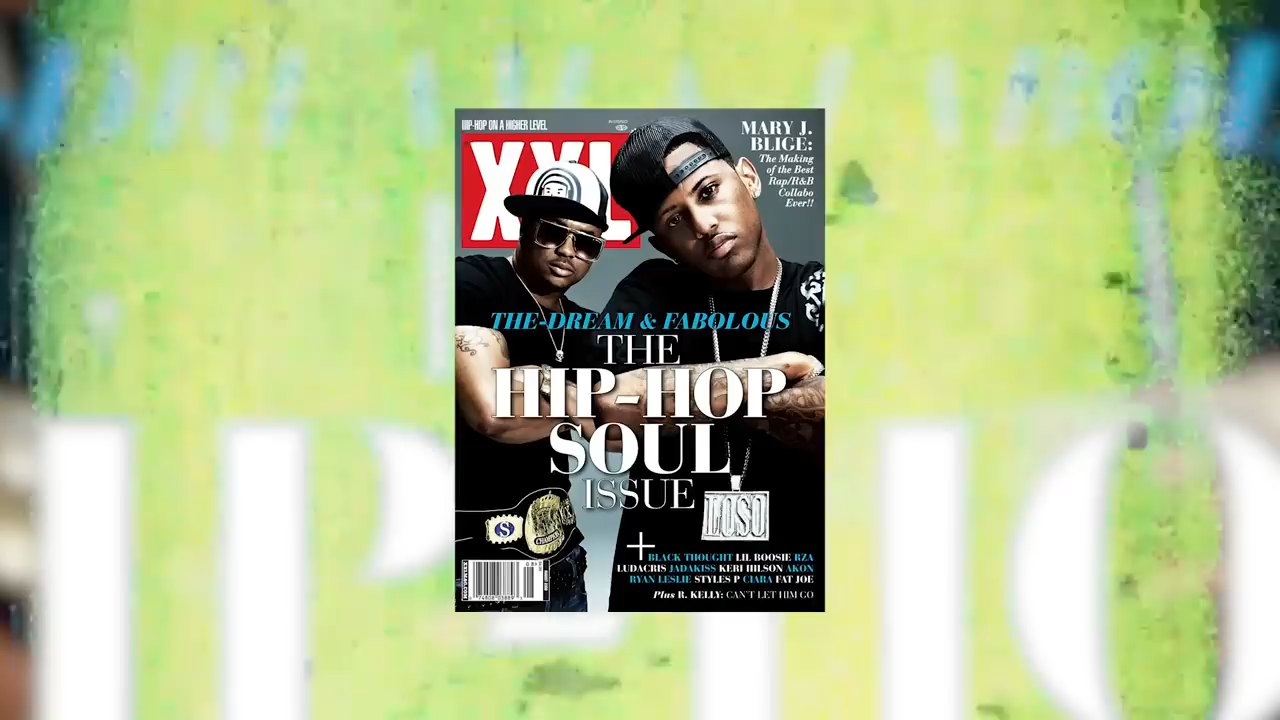 HIP-HOP ON A HIGHER LEVEL
XXL
MARY J.
BLIGE:
The Making
of the Best
Rap/R&B
Collabo
Ever!!
THE-DREAM & FABOLOUS
THE
HIP-HOP
SOUL
ISSUE
LOSO
S
CHAMPION
+
BLACK THOUGHT LIL BOOSIE RZA
LUDACRIS JADAKISS KERI HILSON AKON
RYAN LESLIE STYLES P CIARA FAT JOE
Plus R. KELLY: CAN'T LET HIM GO